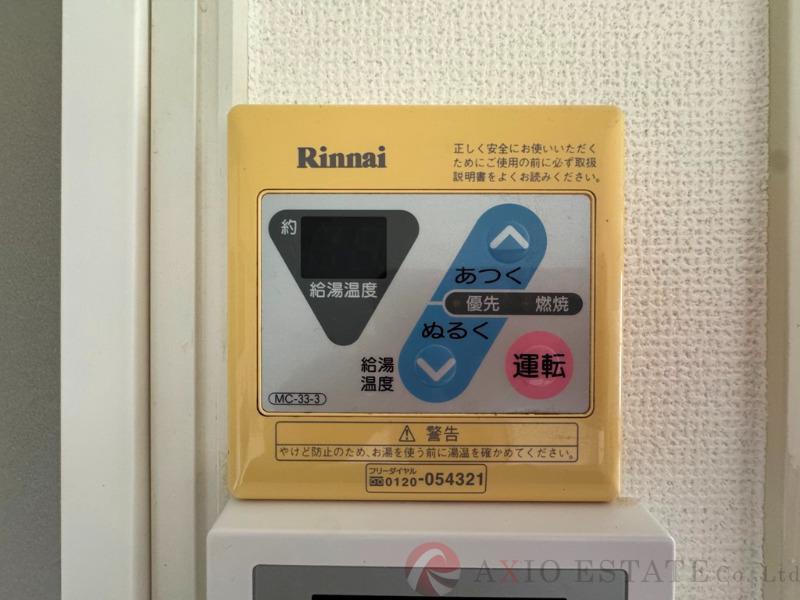 Rinnai
正しく安全にお使いいただく
ためにご使用の前に必ず取扱
説明書をよくお読みください。
約
給湯温度
あつく
優先 燃焼
ぬるく
給湯
温度
運転
MC-33-3
⚠ 警告
やけど防止のため、お湯を使う前に湯温を確かめてください。
フリーダイヤル
0120-054321
AXIO ESTATE Co.,Ltd